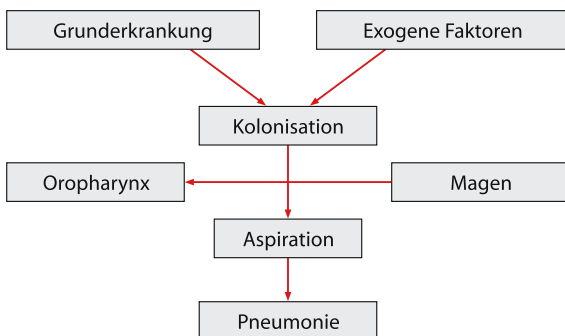 Grunderkrankung
Exogene Faktoren
Kolonisation
Oropharynx
Magen
Aspiration
Pneumonie